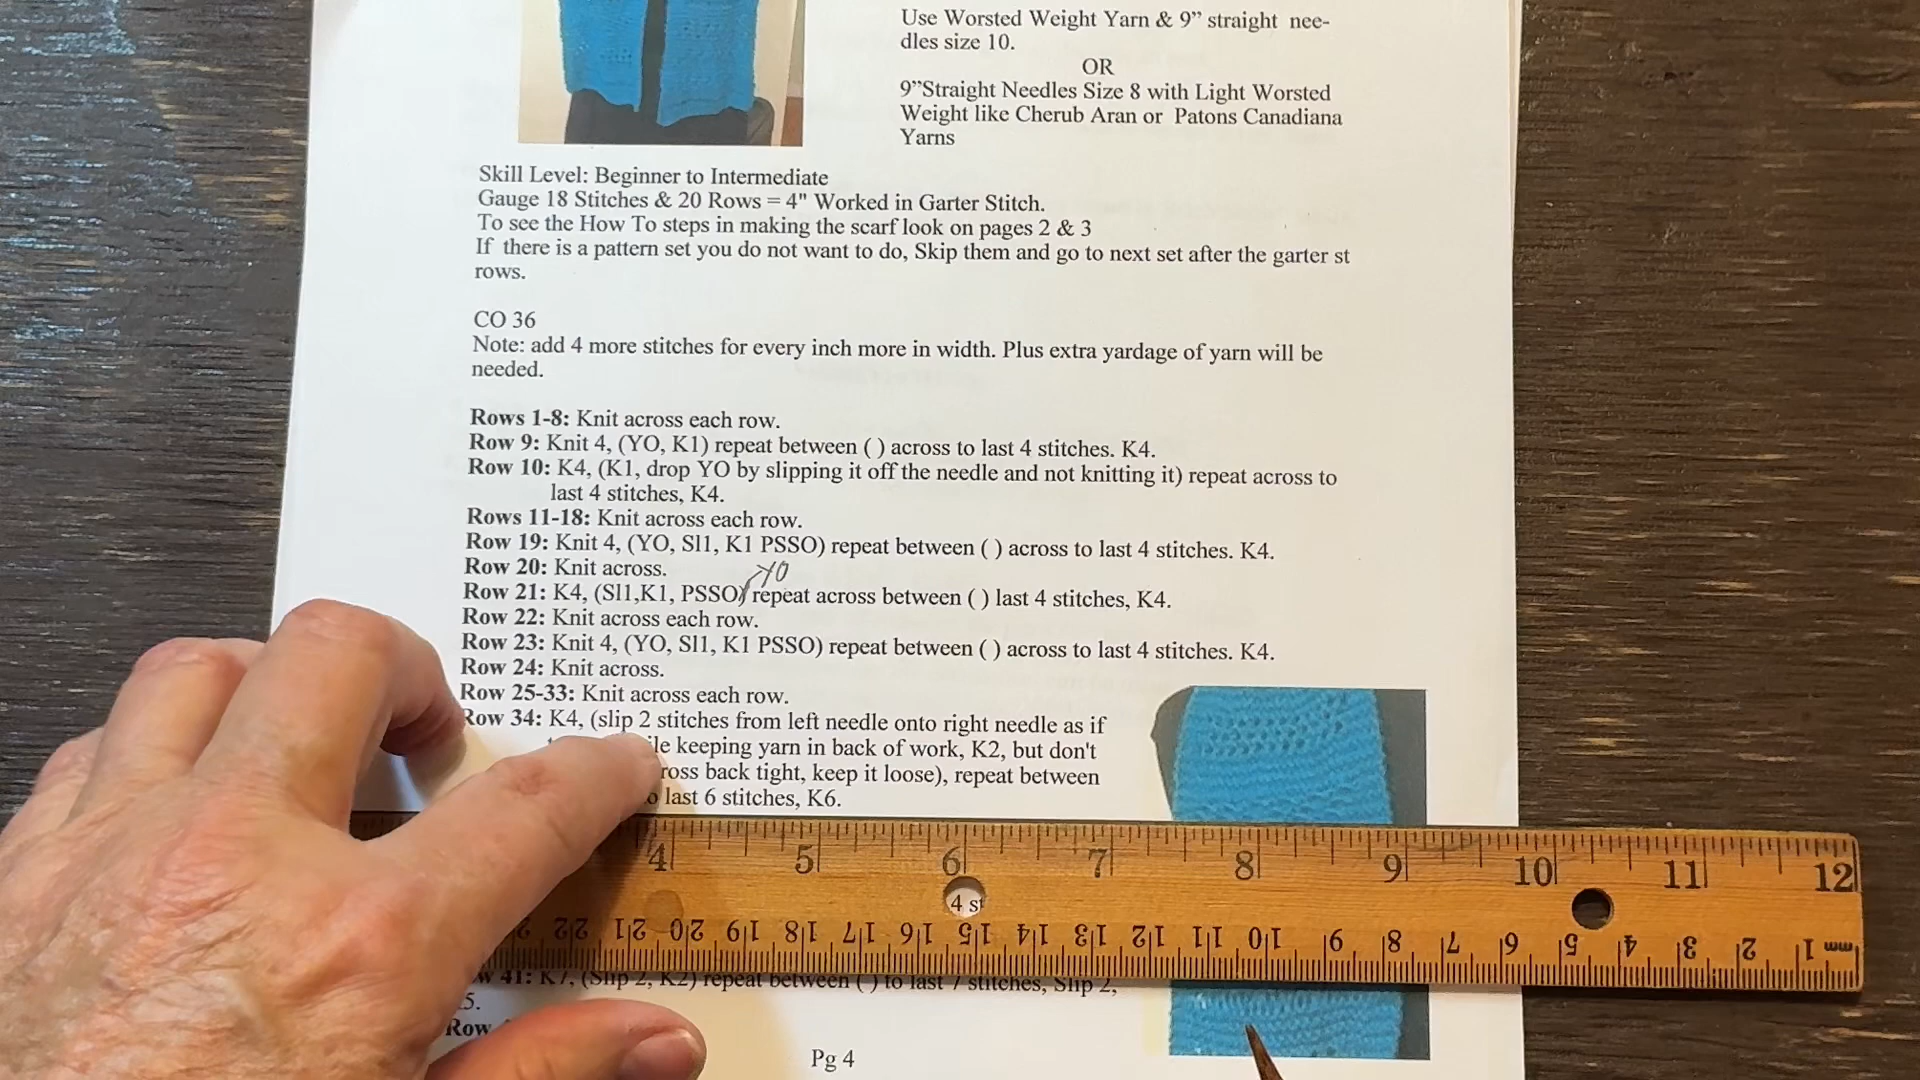 Use Worsted Weight Yarn & 9” straight nee-
dles size 10.
OR
9”Straight Needles Size 8 with Light Worsted
Weight like Cherub Aran or Patons Canadiana
Yarns
Skill Level: Beginner to Intermediate
Gauge 18 Stitches & 20 Rows = 4" Worked in Garter Stitch.
To see the How To steps in making the scarf look on pages 2 & 3
If there is a pattern set you do not want to do, Skip them and go to next set after the garter st
rows.
CO 36
Note: add 4 more stitches for every inch more in width. Plus extra yardage of yarn will be
needed.
Rows 1-8: Knit across each row.
Row 9: Knit 4, (YO, K1) repeat between ( ) across to last 4 stitches. K4.
Row 10: K4, (K1, drop YO by slipping it off the needle and not knitting it) repeat across to
last 4 stitches, K4.
Rows 11-18: Knit across each row.
Row 19: Knit 4, (YO, Sl1, K1 PSSO) repeat between ( ) across to last 4 stitches. K4.
Row 20: Knit across.
YO
Row 21: K4, (Sl1,K1, PSSO) repeat across between ( ) last 4 stitches, K4.
Row 22: Knit across each row.
Row 23: Knit 4, (YO, Sl1, K1 PSSO) repeat between ( ) across to last 4 stitches. K4.
Row 24: Knit across.
Row 25-33: Knit across each row.
Row 34: K4, (slip 2 stitches from left needle onto right needle as if
keeping yarn in back of work, K2, but don't
back tight, keep it loose), repeat between
last 6 stitches, K6.
4 5 6 7 8 9 10 11 12
4 st
22 21 20 19 18 17 16 15 14 13 12 11 10 9 8 7 6 5 4 3 2 1 mm
41: K7, (Slip 2, K2) repeat between ( ) to last 7 stitches, Slip 2,
5.
Row
Pg 4